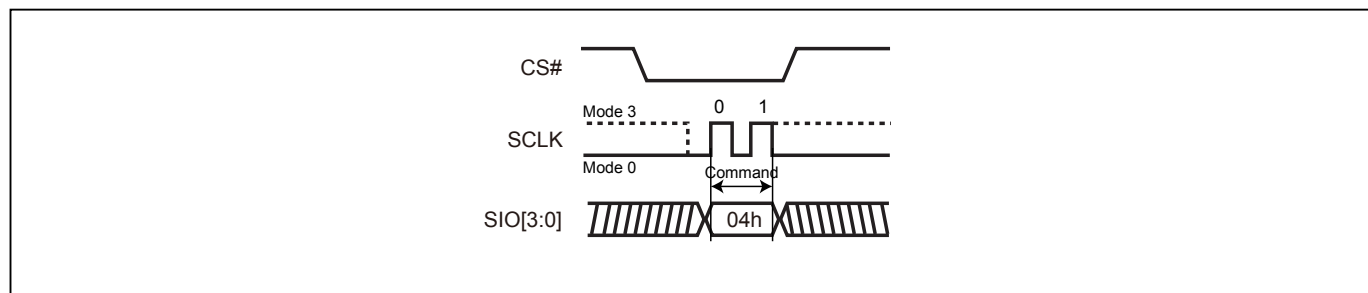 CS#
Mode 3
0 1
SCLK
Mode 0
Command
SIO[3:0]
04h